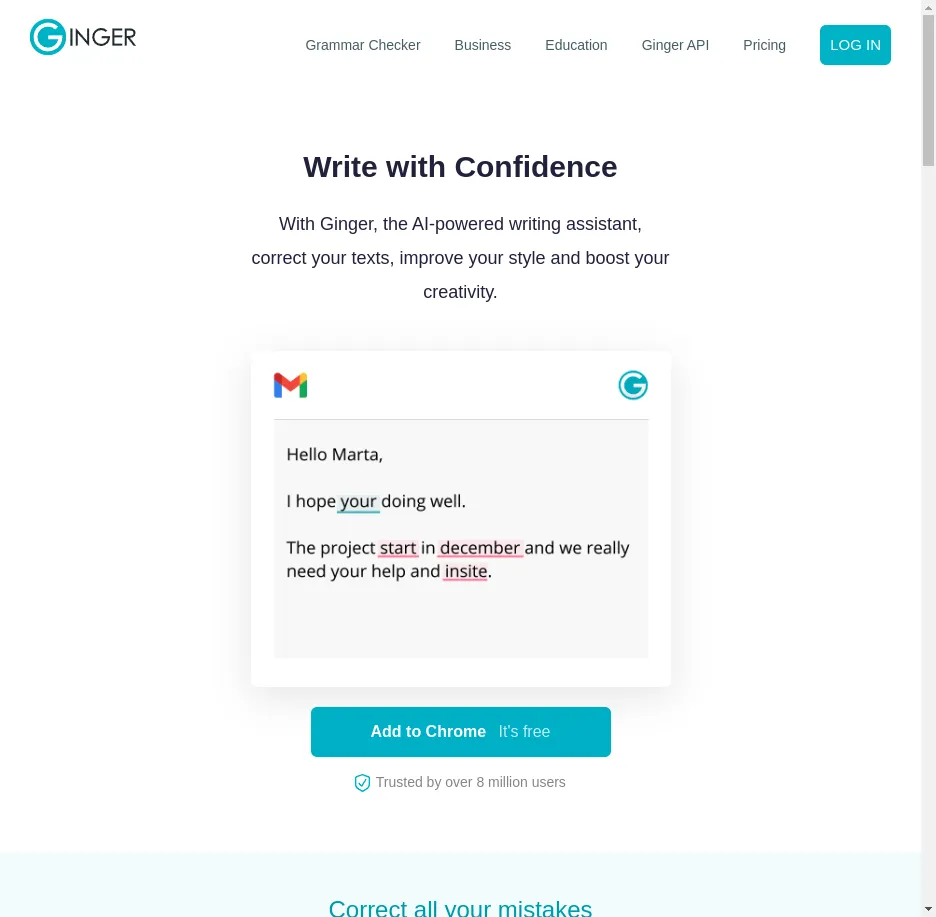 GINGER
Grammar Checker Business Education Ginger API Pricing LOG IN
Write with Confidence
With Ginger, the AI-powered writing assistant,
correct your texts, improve your style and boost your
creativity.
Hello Marta,
I hope your doing well.
The project start in december and we really
need your help and insite.
Add to Chrome It's free
Trusted by over 8 million users
Correct all your mistakes